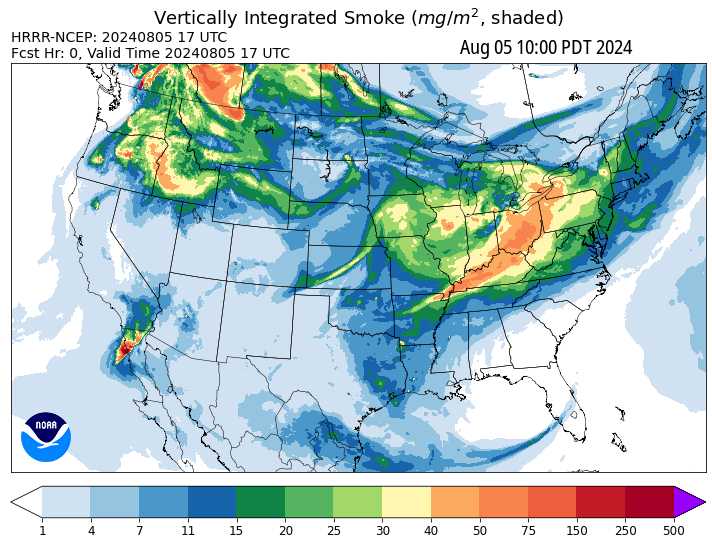 Vertically Integrated Smoke (mg/m², shaded)
HRRR-NCEP: 20240805 17 UTC
Fcst Hr: 0, Valid Time 20240805 17 UTC
Aug 05 10:00 PDT 2024
NOAA
1 4 7 11 15 20 25 30 40 50 75 150 250 500